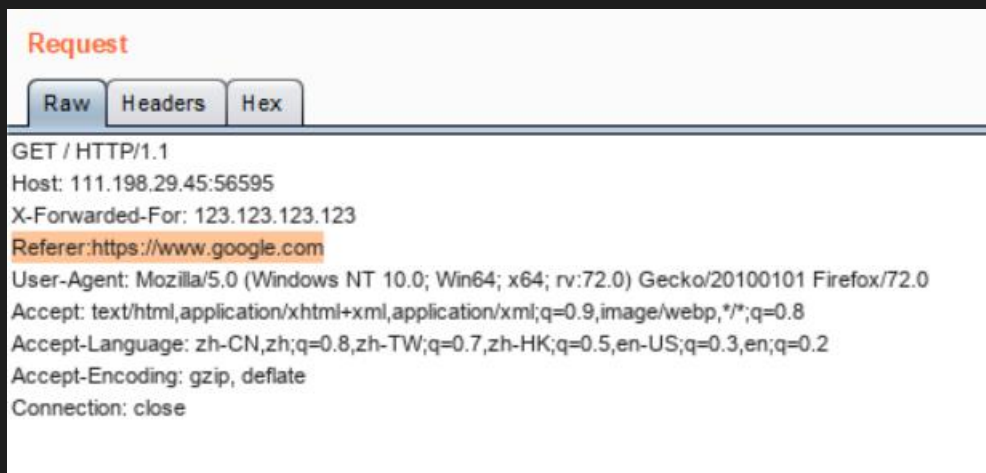 Request
Raw Headers Hex
GET / HTTP/1.1
Host: 111.198.29.45:56595
X-Forwarded-For: 123.123.123.123
Referer:https://www.google.com
User-Agent: Mozilla/5.0 (Windows NT 10.0; Win64; x64; rv:72.0) Gecko/20100101 Firefox/72.0
Accept: text/html,application/xhtml+xml,application/xml;q=0.9,image/webp,*/*;q=0.8
Accept-Language: zh-CN,zh;q=0.8,zh-TW;q=0.7,zh-HK;q=0.5,en-US;q=0.3,en;q=0.2
Accept-Encoding: gzip, deflate
Connection: close